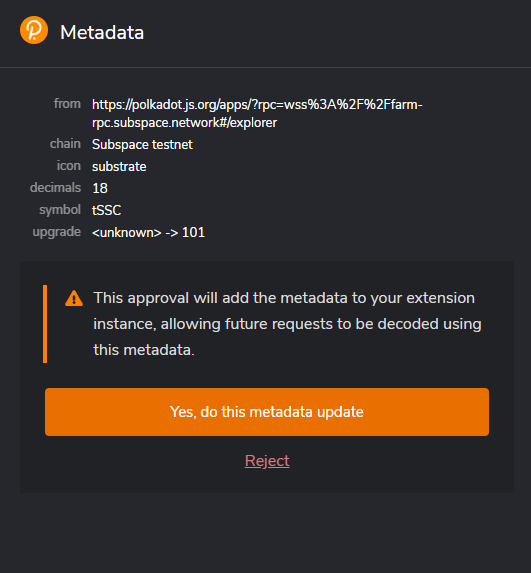 Metadata
from https://polkadot.js.org/apps/?rpc=wss%3A%2F%2Ffarm-
rpc.subspace.network#/explorer
chain Subspace testnet
icon substrate
decimals 18
symbol tSSC
upgrade <unknown> -> 101
This approval will add the metadata to your extension
instance, allowing future requests to be decoded using
this metadata.
Yes, do this metadata update
Reject